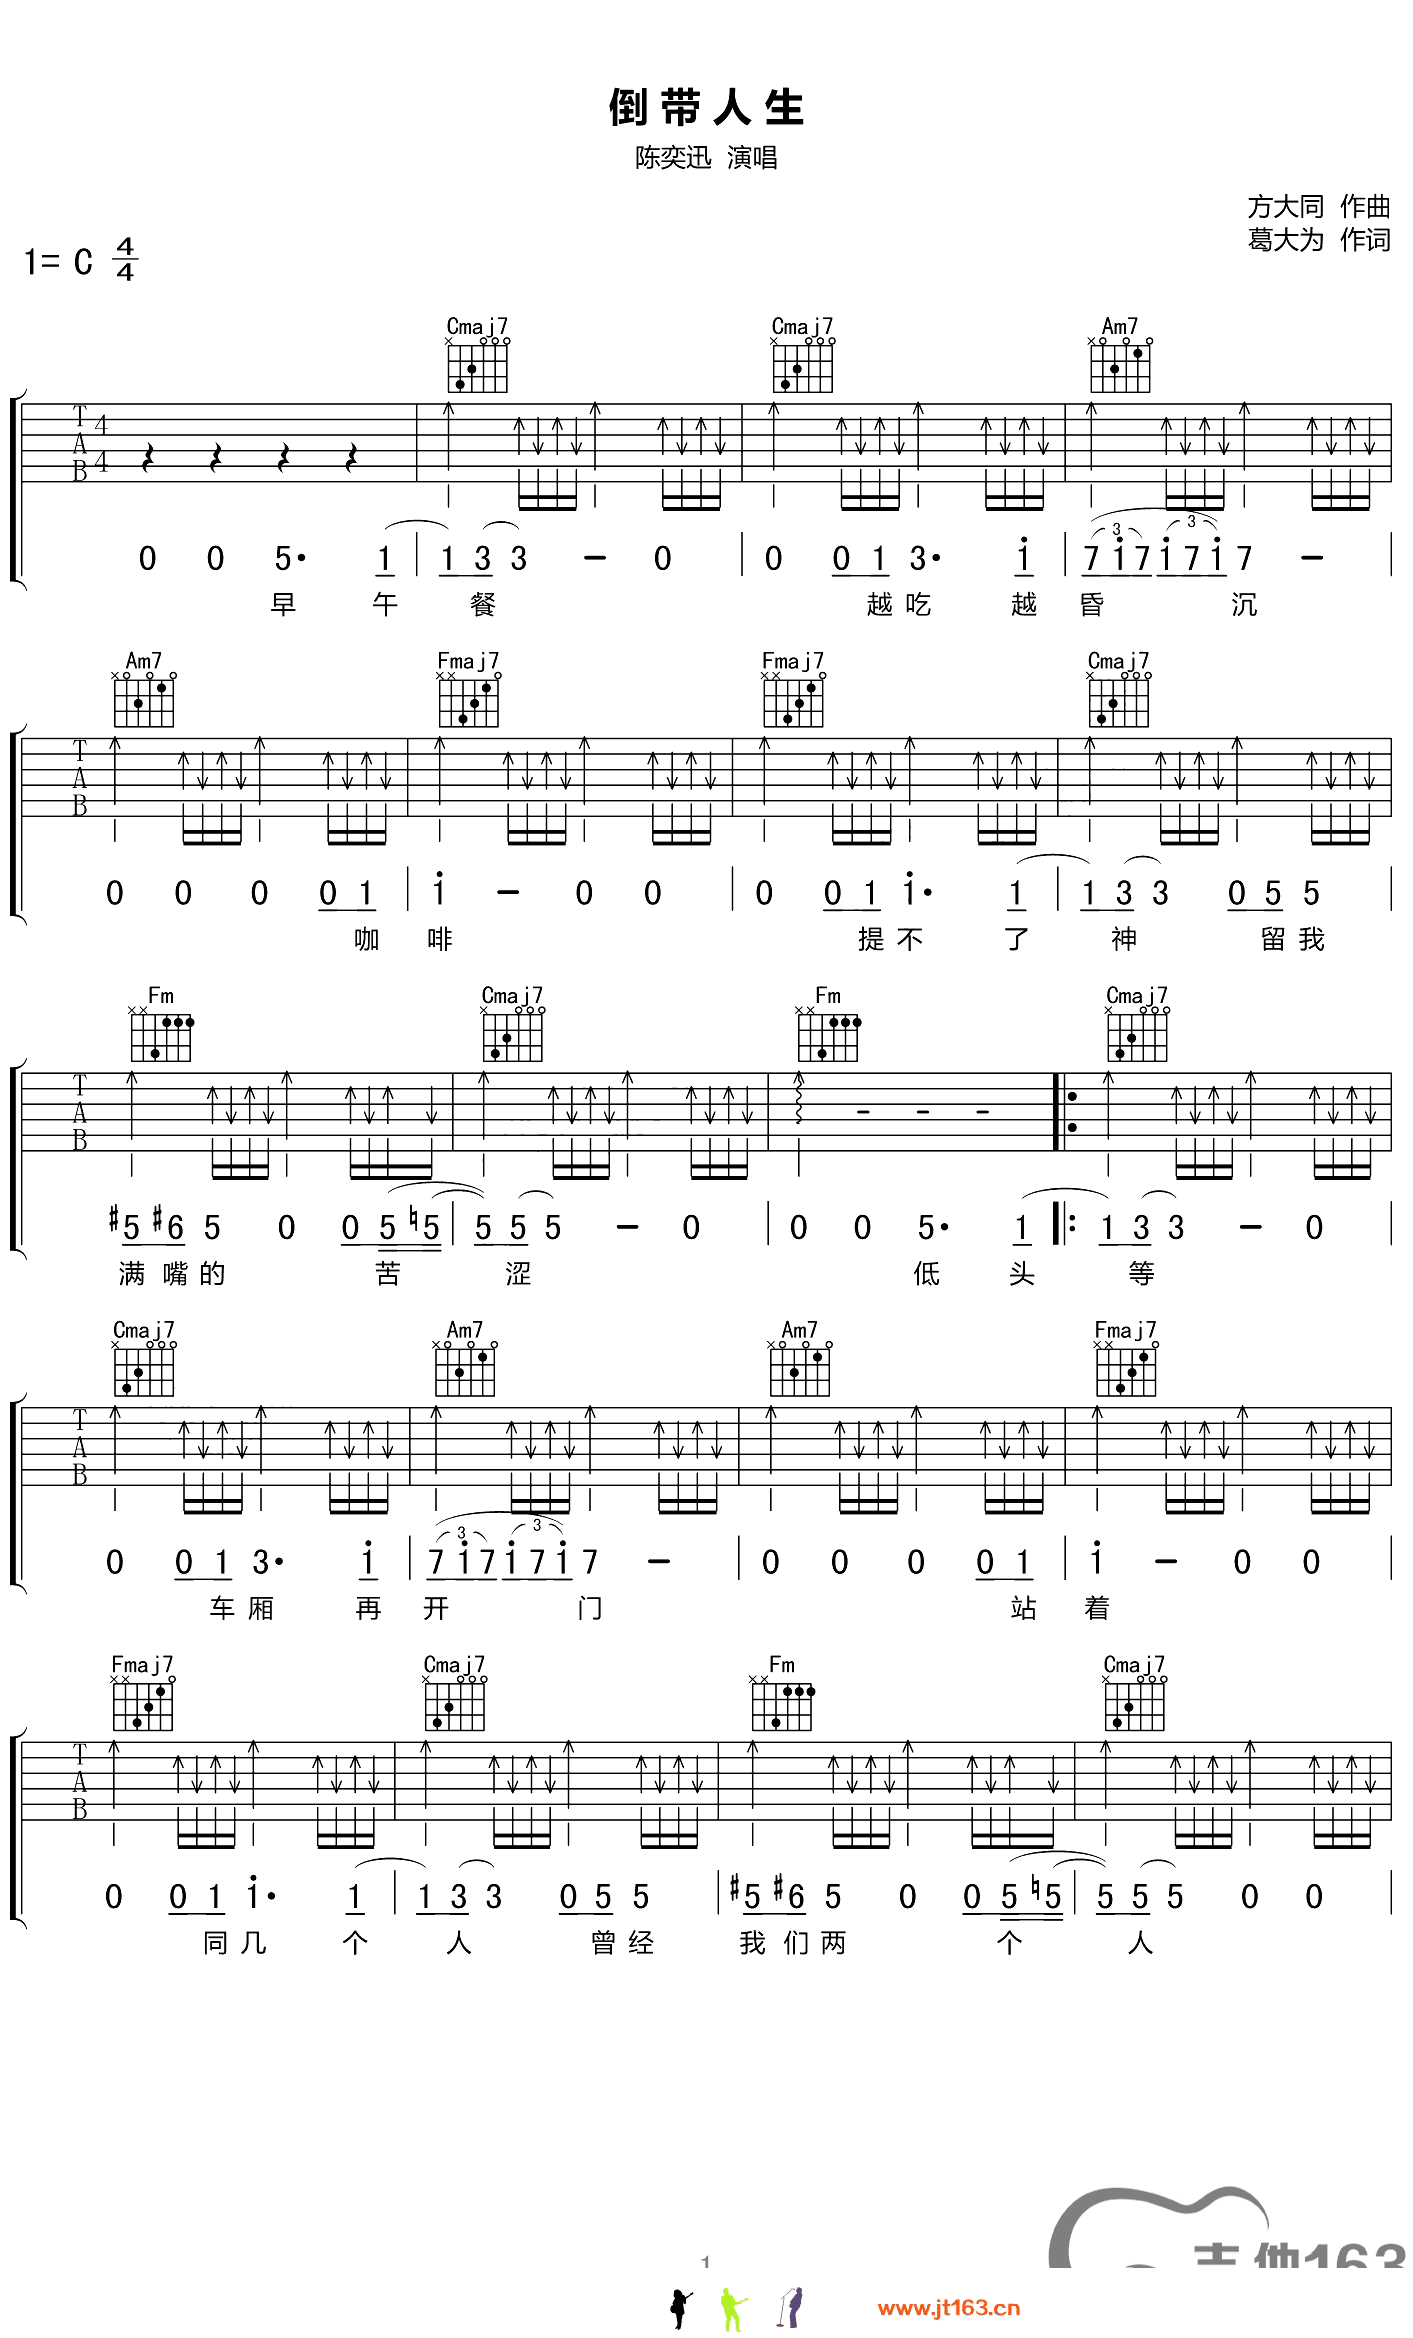 倒带人生
陈奕迅 演唱
方大同 作曲
葛大为 作词
1= C 4/4
Cmaj7 Cmaj7 Am7
T A B 4/4
3 3
0 0 5· 1 | 1 3 3 – 0 | 0 0 1 3· i | 7 i 7 i 7 i 7 – |
早 午 餐 越 吃 越 昏 沉
Am7 Fmaj7 Fmaj7 Cmaj7
T A B
0 0 0 0 1 | i – 0 0 | 0 0 1 i· 1 | 1 3 3 0 5 5 |
咖 啡 提 不 了 神 留 我
Fm Cmaj7 Fm Cmaj7
T A B
#5 #6 5 0 0 5 ♮5 | 5 5 5 – 0 | 0 0 5· 1 |: 1 3 3 – 0 |
满 嘴 的 苦 涩 低 头 等
Cmaj7 Am7 Am7 Fmaj7
T A B
3 3
0 0 1 3· i | 7 i 7 i 7 i 7 – | 0 0 0 0 1 | i – 0 0 |
车 厢 再 开 门 站 着
Fmaj7 Cmaj7 Fm Cmaj7
T A B
0 0 1 i· 1 | 1 3 3 0 5 5 | #5 #6 5 0 0 5 ♮5 | 5 5 5 0 0 |
同 几 个 人 曾 经 我 们 两 个 人
吉他163
1
www.jt163.cn